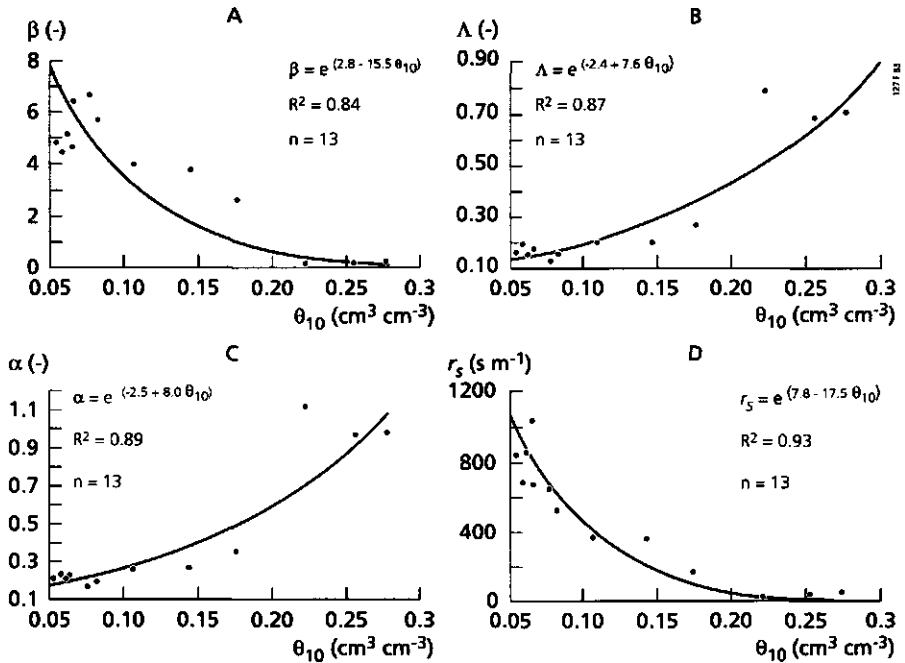 A
β (-)
8
6
4
2
0
β = e^(2.8 - 15.5 θ10)
R² = 0.84
n = 13
0.05 0.10 0.15 0.20 0.25 0.3
θ10 (cm³ cm⁻³)
B
Λ (-)
0.90
0.70
0.50
0.30
0.10
Λ = e^(-2.4 + 7.6 θ10)
R² = 0.87
n = 13
0.05 0.10 0.15 0.20 0.25 0.3
θ10 (cm³ cm⁻³)
C
α (-)
1.1
0.9
0.7
0.5
0.3
0.1
α = e^(-2.5 + 8.0 θ10)
R² = 0.89
n = 13
0.05 0.10 0.15 0.20 0.25 0.3
θ10 (cm³ cm⁻³)
D
rs (s m⁻¹)
1200
800
400
0
rs = e^(7.8 - 17.5 θ10)
R² = 0.93
n = 13
0.05 0.10 0.15 0.20 0.25 0.3
θ10 (cm³ cm⁻³)